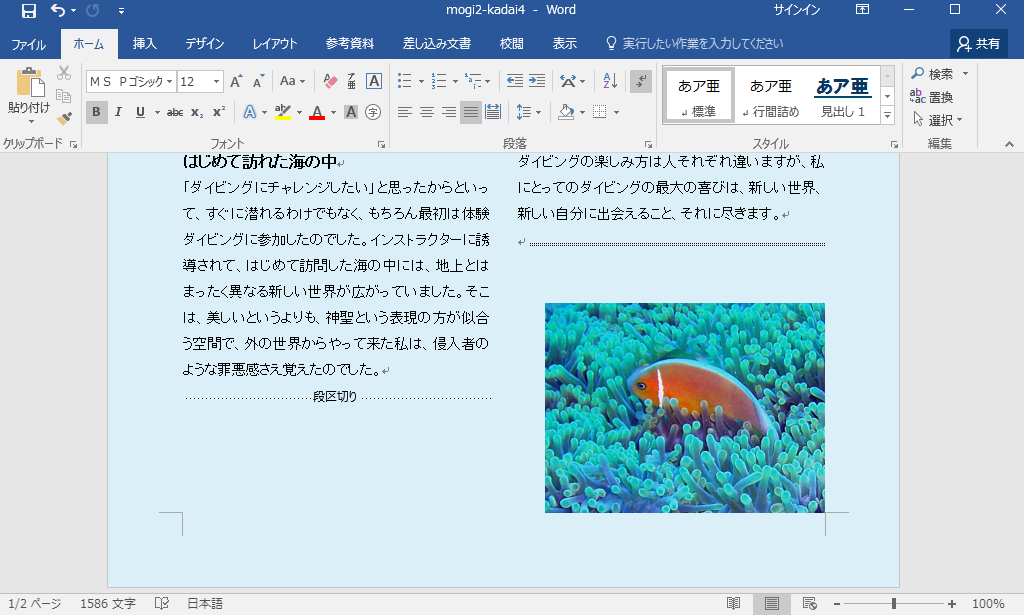 mogi2-kadai4 - Word
サインイン
ファイル ホーム 挿入 デザイン レイアウト 参考資料 差し込み文書 校閲 表示 実行したい作業を入力してください 共有
貼り付け
クリップボード
ＭＳ Ｐゴシック 12 A A Aa A
B I U abc x₂ x² A ab A A 字
フォント
段落
あア亜 標準
あア亜 行間詰め
あア亜 見出し 1
スタイル
検索
置換
選択
編集
はじめて訪れた海の中
「ダイビングにチャレンジしたい」と思ったからといっ
て、すぐに潜れるわけでもなく、もちろん最初は体験
ダイビングに参加したのでした。インストラクターに誘
導されて、はじめて訪問した海の中には、地上とは
まったく異なる新しい世界が広がっていました。そこ
は、美しいというよりも、神聖という表現の方が似合
う空間で、外の世界からやって来た私は、侵入者の
ような罪悪感さえ覚えたのでした。
段区切り
ダイビングの楽しみ方は人それぞれ違いますが、私
にとってのダイビングの最大の喜びは、新しい世界、
新しい自分に出会えること、それに尽きます。
1/2 ページ 1586 文字 日本語 100%